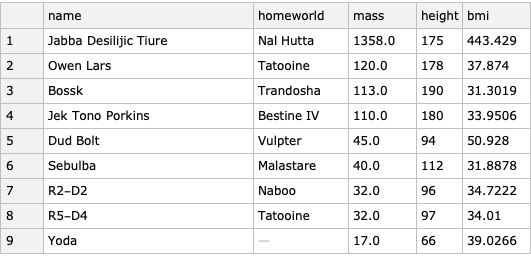 name homeworld mass height bmi
1 Jabba Desilijic Tiure Nal Hutta 1358.0 175 443.429
2 Owen Lars Tatooine 120.0 178 37.874
3 Bossk Trandosha 113.0 190 31.3019
4 Jek Tono Porkins Bestine IV 110.0 180 33.9506
5 Dud Bolt Vulpter 45.0 94 50.928
6 Sebulba Malastare 40.0 112 31.8878
7 R2–D2 Naboo 32.0 96 34.7222
8 R5–D4 Tatooine 32.0 97 34.01
9 Yoda — 17.0 66 39.0266